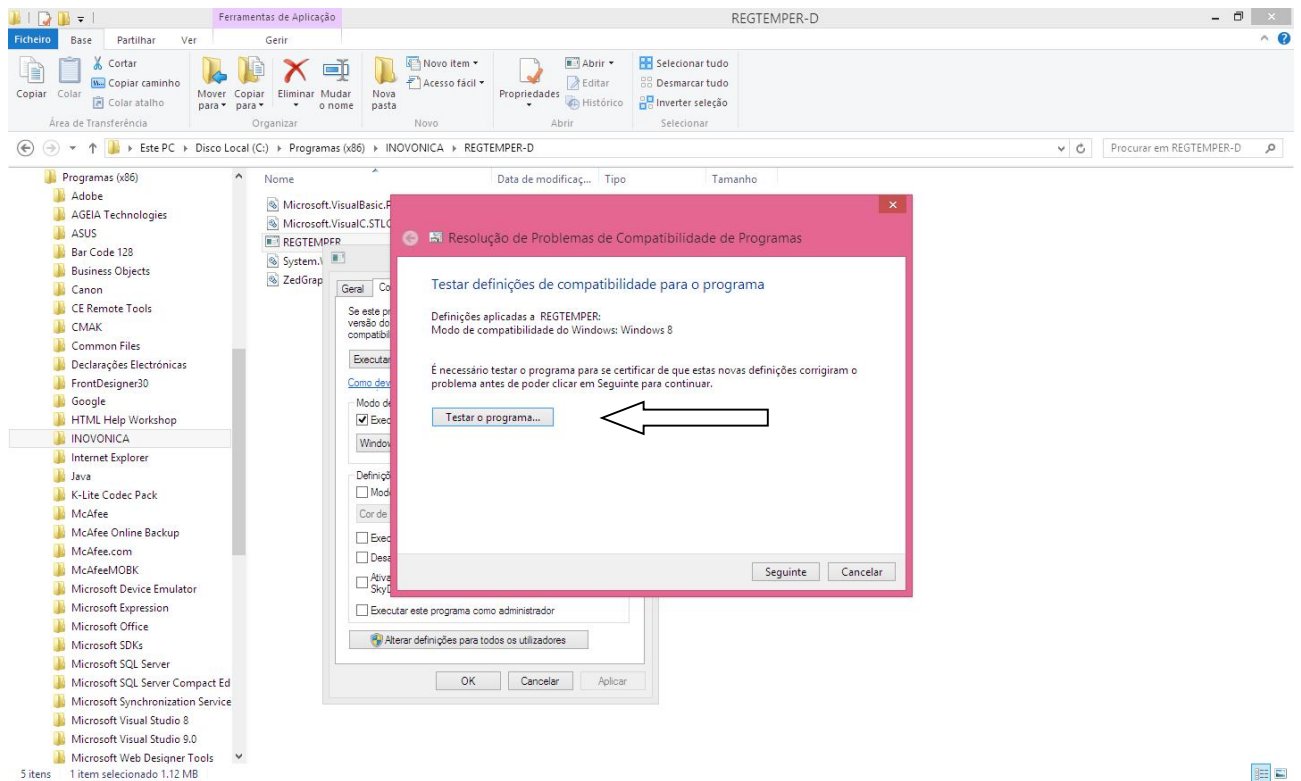 Ferramentas de Aplicação
REGTEMPER-D
Ficheiro Base Partilhar Ver Gerir
Copiar
Colar
Cortar
Copiar caminho
Colar atalho
Área de Transferência
Mover para
Copiar para
Eliminar
Mudar o nome
Organizar
Nova pasta
Novo item
Acesso fácil
Novo
Propriedades
Abrir
Editar
Histórico
Abrir
Selecionar tudo
Desmarcar tudo
Inverter seleção
Selecionar
Este PC Disco Local (C:) Programas (x86) INOVONICA REGTEMPER-D
Procurar em REGTEMPER-D
Programas (x86)
Adobe
AGEIA Technologies
ASUS
Bar Code 128
Business Objects
Canon
CE Remote Tools
CMAK
Common Files
Declarações Electrónicas
FrontDesigner30
Google
HTML Help Workshop
INOVONICA
Internet Explorer
Java
K-Lite Codec Pack
McAfee
McAfee Online Backup
McAfee.com
McAfeeMOBK
Microsoft Device Emulator
Microsoft Expression
Microsoft Office
Microsoft SDKs
Microsoft SQL Server
Microsoft SQL Server Compact Ed
Microsoft Synchronization Service
Microsoft Visual Studio 8
Microsoft Visual Studio 9.0
Microsoft Web Designer Tools
Nome Data de modificaç... Tipo Tamanho
Microsoft.VisualBasic.
Microsoft.VisualC.STLC
REGTEMPER
System.
ZedGrap
Geral Co
Se este pr
versão do
compatibil
Executar
Como dev
Modo de
Exec
Window
Definiçõ
Mod
Cor de
Exec
Desa
Ativa
SkyD
Executar este programa como administrador
Alterar definições para todos os utilizadores
OK Cancelar Aplicar
Resolução de Problemas de Compatibilidade de Programas
Testar definições de compatibilidade para o programa
Definições aplicadas a REGTEMPER:
Modo de compatibilidade do Windows: Windows 8
É necessário testar o programa para se certificar de que estas novas definições corrigiram o
problema antes de poder clicar em Seguinte para continuar.
Testar o programa...
Seguinte Cancelar
5 itens 1 item selecionado 1.12 MB